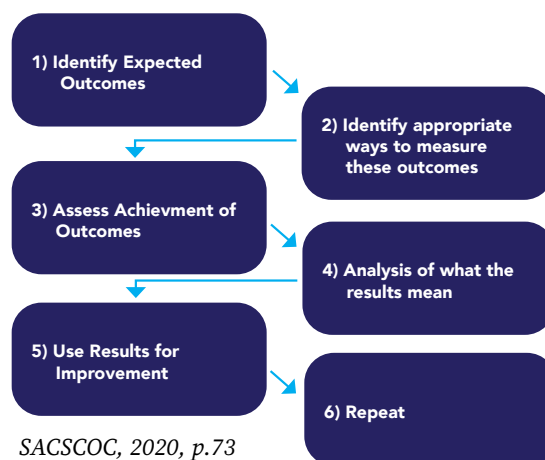 1) Identify Expected
Outcomes
2) Identify appropriate
ways to measure
these outcomes
3) Assess Achievment of
Outcomes
4) Analysis of what the
results mean
5) Use Results for
Improvement
6) Repeat
SACSCOC, 2020, p.73